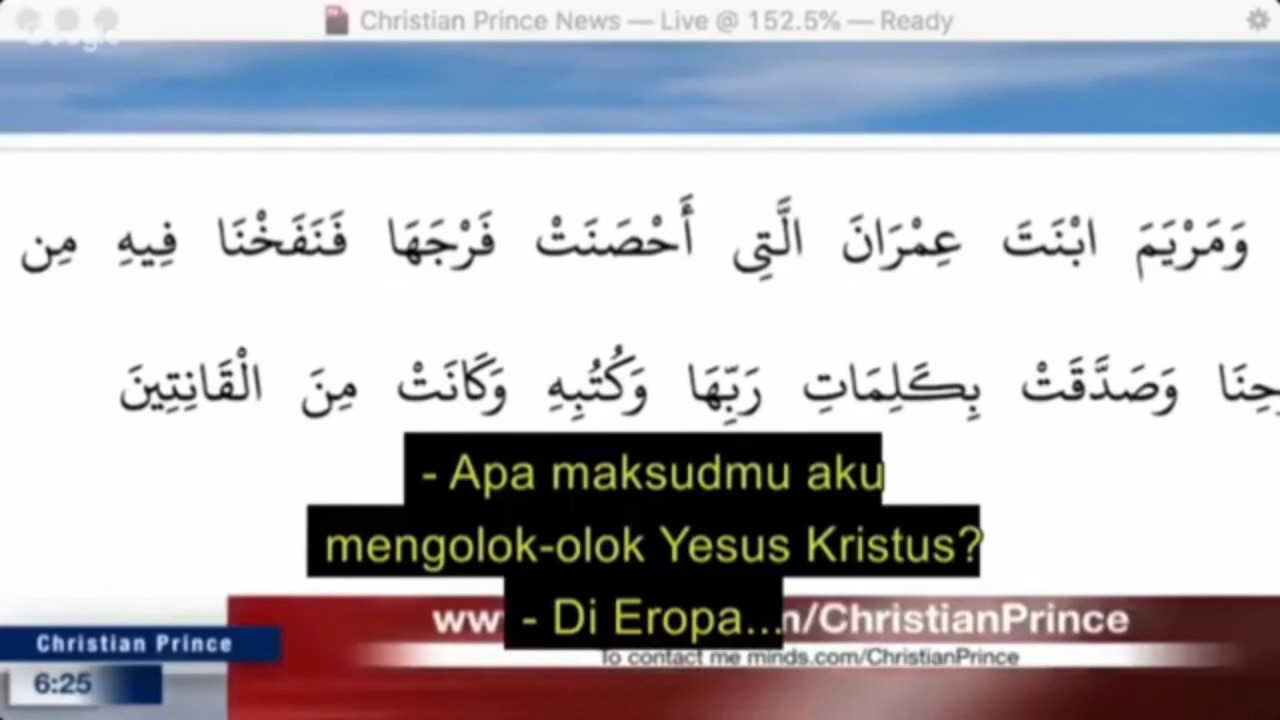 Christian Prince News — Live @ 152.5% — Ready
Google
وَمَرْيَمَ ابْنَتَ عِمْرَانَ الَّتِي أَحْصَنَتْ فَرْجَهَا فَنَفَخْنَا فِيهِ مِن
حِنَا وَصَدَّقَتْ بِكَلِمَاتِ رَبِّهَا وَكُتُبِهِ وَكَانَتْ مِنَ الْقَانِتِينَ
- Apa maksudmu aku
mengolok-olok Yesus Kristus?
- Di Eropa...
/ChristianPrince
To contact me minds.com/ChristianPrince
Christian Prince
6:25